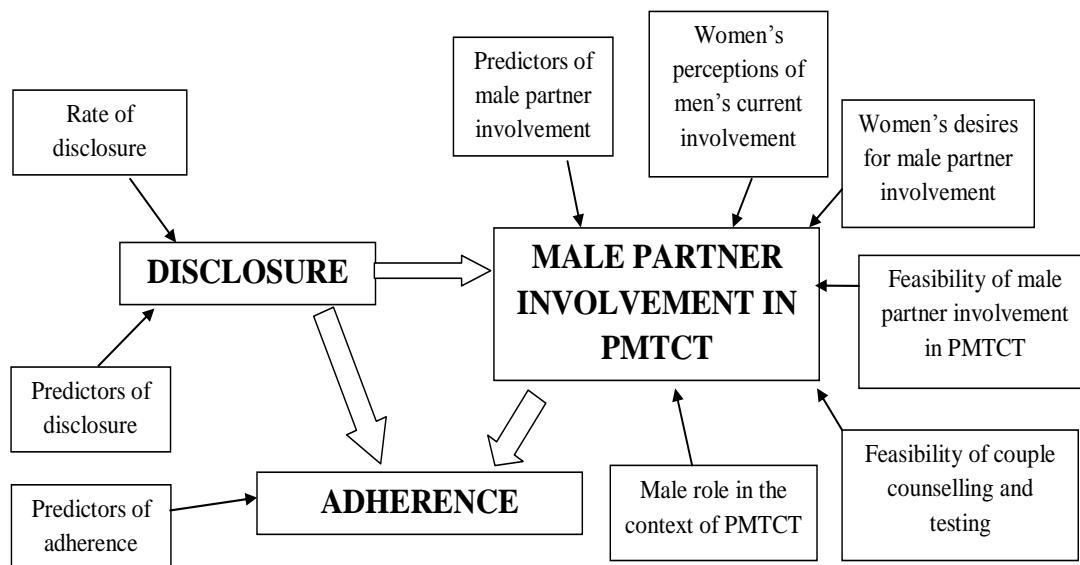 Women’s
perceptions of
men’s current
involvement
Predictors of
male partner
involvement
Rate of
disclosure
Women’s desires
for male partner
involvement
DISCLOSURE
MALE PARTNER
INVOLVEMENT IN
PMTCT
Feasibility of male
partner involvement
in PMTCT
Predictors of
disclosure
Feasibility of couple
counselling and
testing
Male role in the
context of PMTCT
ADHERENCE
Predictors of
adherence